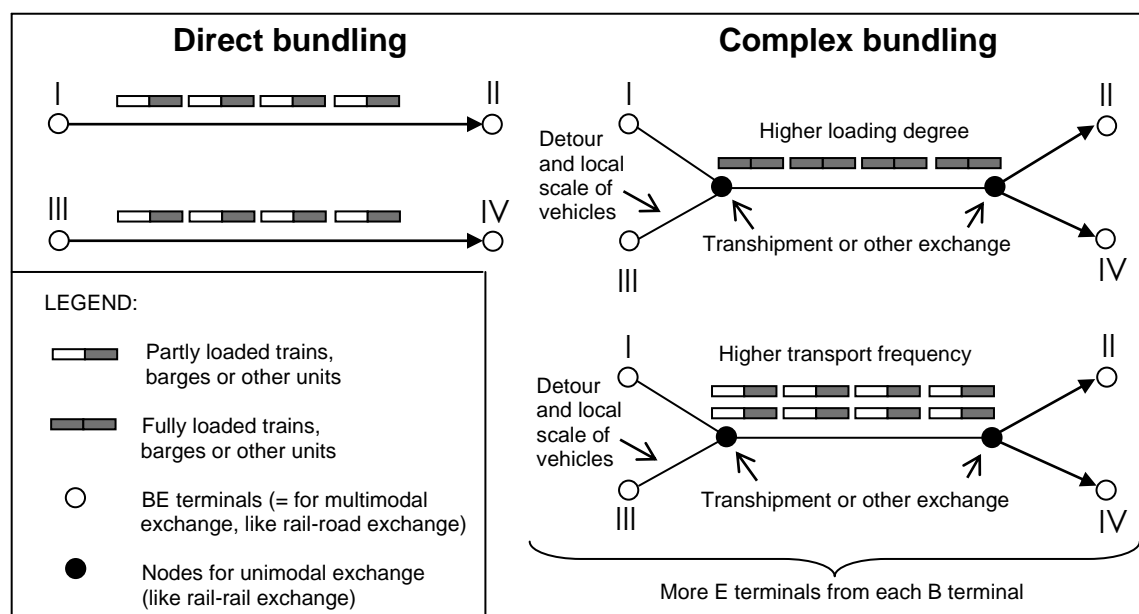 Direct bundling
I
II
III
IV
LEGEND:
Partly loaded trains,
barges or other units
Fully loaded trains,
barges or other units
BE terminals (= for multimodal
exchange, like rail-road exchange)
Nodes for unimodal exchange
(like rail-rail exchange)
Complex bundling
I
II
Detour
and local
scale of
vehicles
Higher loading degree
Transhipment or other exchange
III
IV
I
II
Higher transport frequency
Detour
and local
scale of
vehicles
Transhipment or other exchange
III
IV
More E terminals from each B terminal